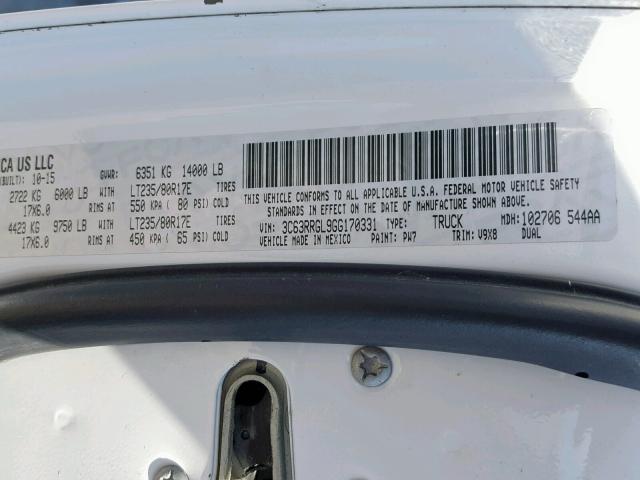 CA US LLC
(BUILT): 10-15 GVWR: 6351 KG 14000 LB
2722 KG 6000 LB WITH LT235/80R17E TIRES
17X6.0 RIMS AT 550 KPA ( 80 PSI) COLD
4423 KG 9750 LB WITH LT235/80R17E TIRES
17X6.0 RIMS AT 450 KPA ( 65 PSI) COLD
THIS VEHICLE CONFORMS TO ALL APPLICABLE U.S.A. FEDERAL MOTOR VEHICLE SAFETY
STANDARDS IN EFFECT ON THE DATE OF MANUFACTURE SHOWN ABOVE.
VIN: 3C63RRGL9GG170331 TYPE: TRUCK MDH: 102706 544AA
VEHICLE MADE IN MEXICO PAINT: PW7 TRIM: V9X8 DUAL